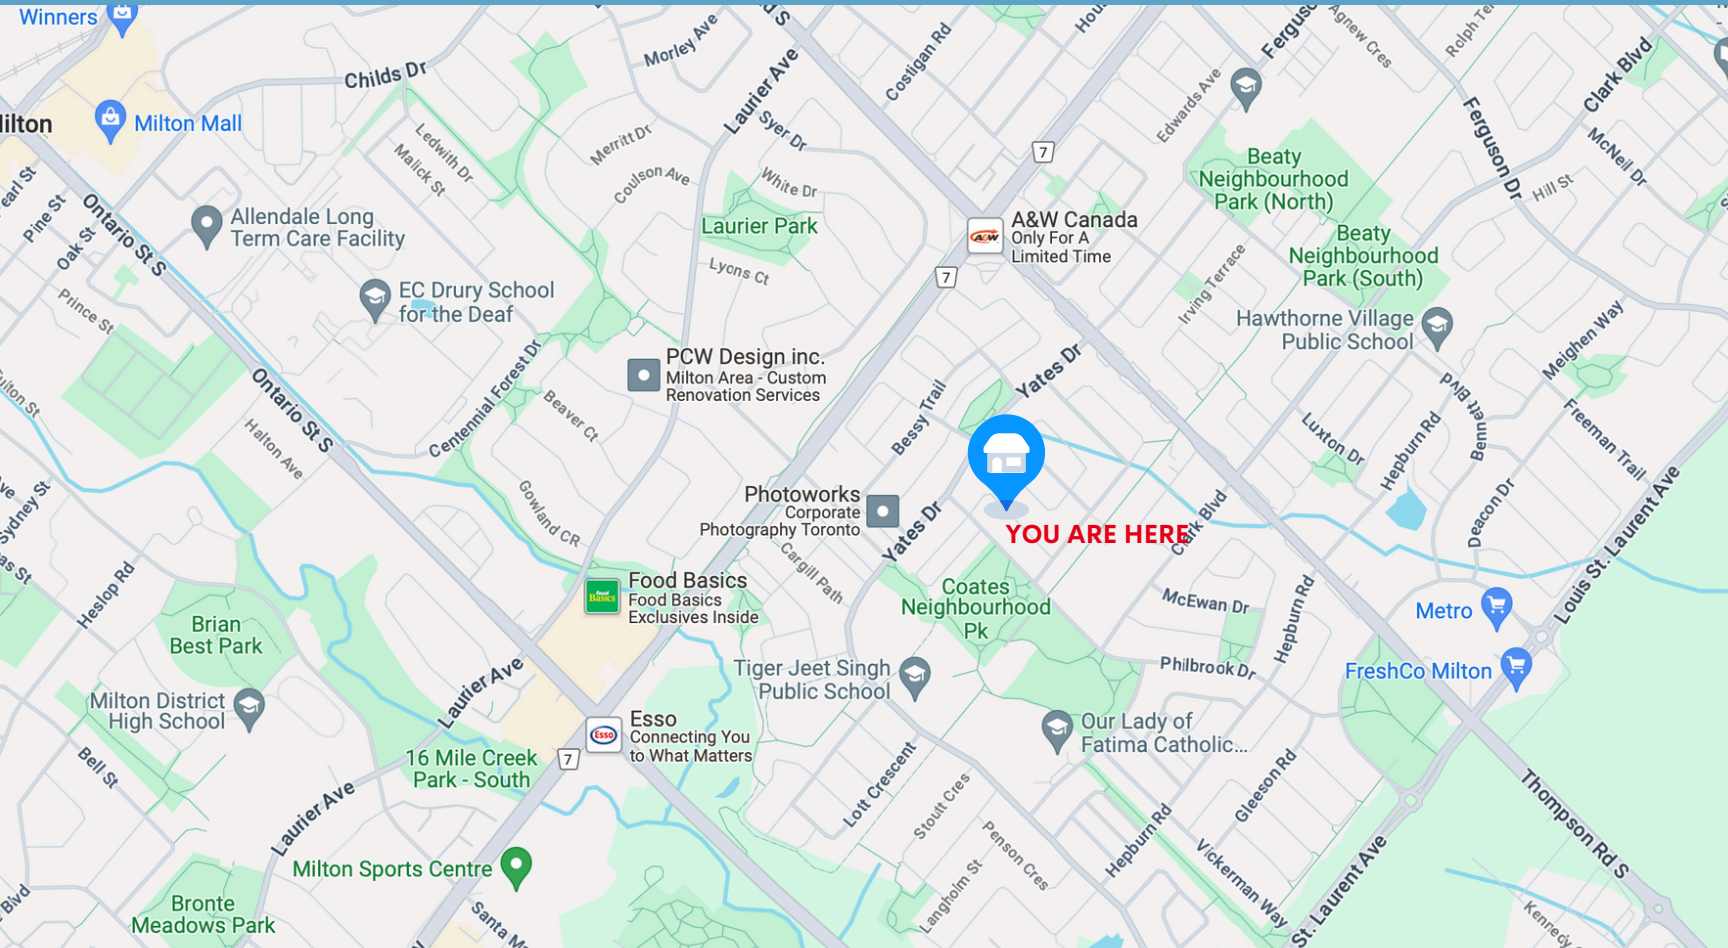 Winners
Childs Dr
Morley Ave
Laurier Ave
Costigan Rd
Agnew Cres
Clark Blvd
Milton Mall
Ledwith Dr
Malick St
Merritt Dr
Coulson Ave
Syer Dr
White Dr
7
Edwards Ave
Ferguson Dr
McNeil Dr
Hill St
Beaty
Neighbourhood
Park (North)
Pine St
Oak St
Ontario St S
Allendale Long
Term Care Facility
Laurier Park
Lyons Ct
A&W Canada
Only For A
Limited Time
7
Irving Terrace
Beaty
Neighbourhood
Park (South)
Prince St
EC Drury School
for the Deaf
Hawthorne Village
Public School
Meighen Way
Ontario St S
Centennial Forest Dr
PCW Design inc.
Milton Area - Custom
Renovation Services
Yates Dr
Bessy Trail
Beaver Ct
Halton Ave
Luxton Dr
Hepburn Rd
Bennett Blvd
Freeman Trail
Sydney St
Gowland CR
Photoworks
Corporate
Photography Toronto
Yates Dr
YOU ARE HERE
Clark Blvd
Deacon Dr
Louis St. Laurent Ave
Heslop Rd
Food Basics
Food Basics
Exclusives Inside
Cargill Path
Coates
Neighbourhood
Pk
McEwan Dr
Hepburn Rd
Metro
Brian
Best Park
Laurier Ave
Tiger Jeet Singh
Public School
Philbrook Dr
FreshCo Milton
Milton District
High School
Esso
Connecting You
to What Matters
Esso
7
Our Lady of
Fatima Catholic...
Bell St
16 Mile Creek
Park - South
Laurier Ave
Lott Crescent
Stoutt Cres
Gleeson Rd
Thompson Rd S
Milton Sports Centre
Penson Cres
Hepburn Rd
Langholm St
Vickerman Way
St. Laurent Ave
Bronte
Meadows Park